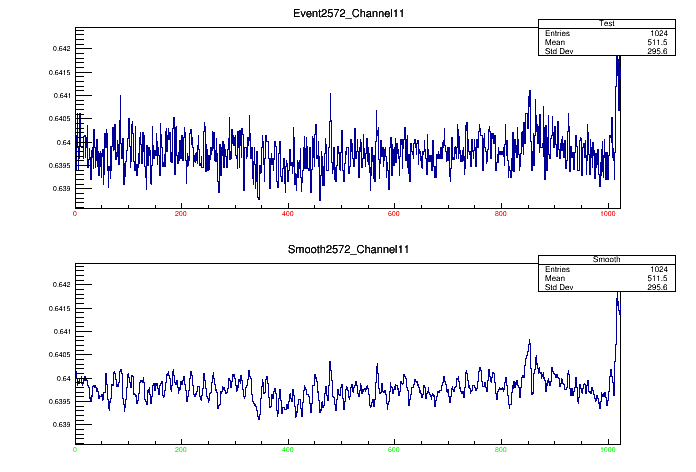 Event2572_Channel11
Test
Entries 1024
Mean 511.5
Std Dev 295.6
0.642
0.6415
0.641
0.6405
0.64
0.6395
0.639
0 200 400 600 800 1000
Smooth2572_Channel11
Smooth
Entries 1024
Mean 511.5
Std Dev 295.6
0.642
0.6415
0.641
0.6405
0.64
0.6395
0.639
0 200 400 600 800 1000